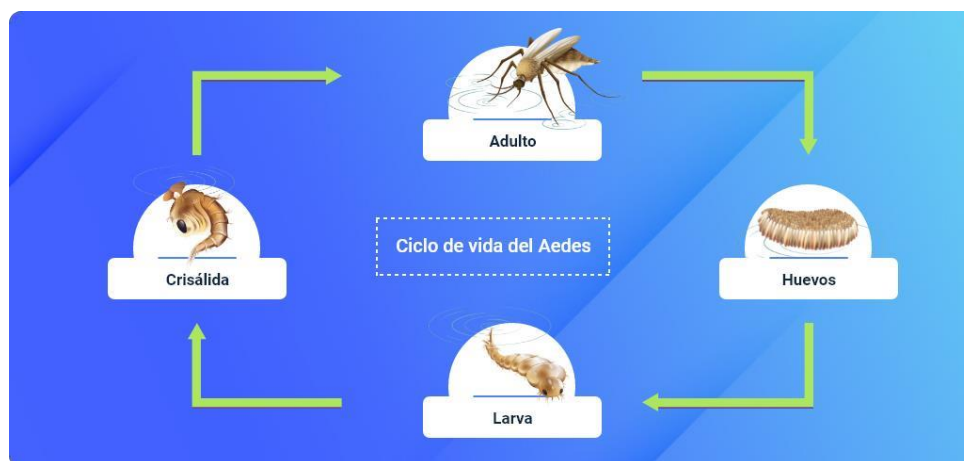 Adulto
Ciclo de vida del Aedes
Crisálida
Huevos
Larva